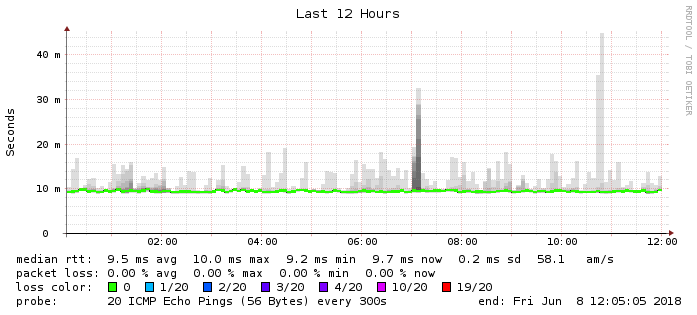 Last 12 Hours
RRDTOOL / TOBI OETIKER
Seconds
40 m
30 m
20 m
10 m
0
02:00 04:00 06:00 08:00 10:00 12:00
median rtt: 9.5 ms avg 10.0 ms max 9.2 ms min 9.7 ms now 0.2 ms sd 58.1 am/s
packet loss: 0.00 % avg 0.00 % max 0.00 % min 0.00 % now
loss color: 0 1/20 2/20 3/20 4/20 10/20 19/20
probe: 20 ICMP Echo Pings (56 Bytes) every 300s end: Fri Jun 8 12:05:05 2018